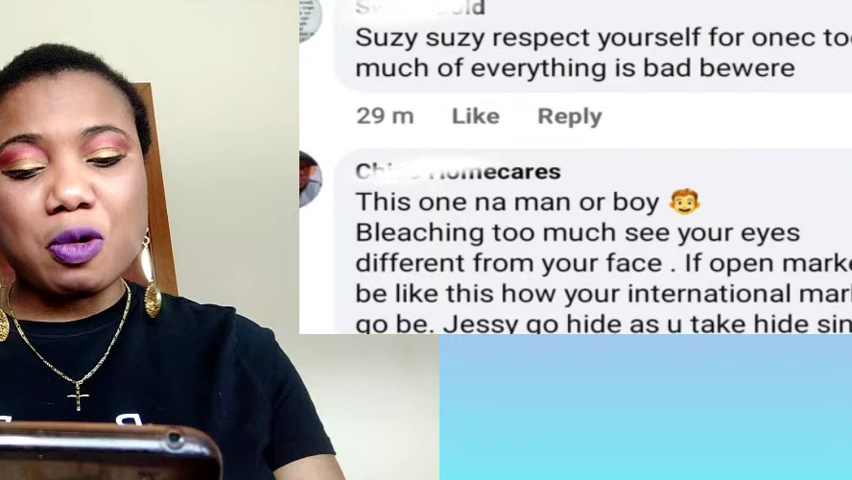 Suzy suzy respect yourself for onec too
much of everything is bad bewere
29 m Like Reply
Homecares
This one na man or boy 👦
Bleaching too much see your eyes
different from your face . If open marke
be like this how your international mar
go be. Jessy go hide as u take hide sin